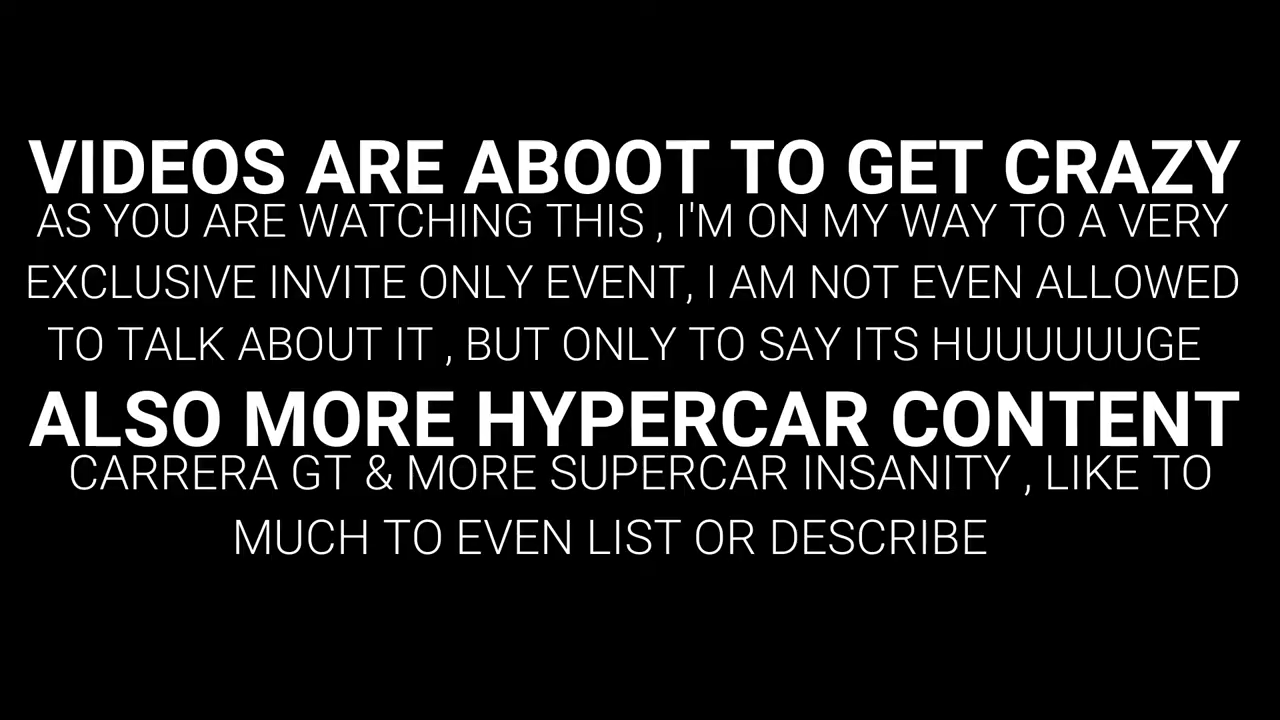 VIDEOS ARE ABOOT TO GET CRAZY
AS YOU ARE WATCHING THIS , I'M ON MY WAY TO A VERY
EXCLUSIVE INVITE ONLY EVENT, I AM NOT EVEN ALLOWED
TO TALK ABOUT IT , BUT ONLY TO SAY ITS HUUUUUUGE
ALSO MORE HYPERCAR CONTENT
CARRERA GT & MORE SUPERCAR INSANITY , LIKE TO
MUCH TO EVEN LIST OR DESCRIBE